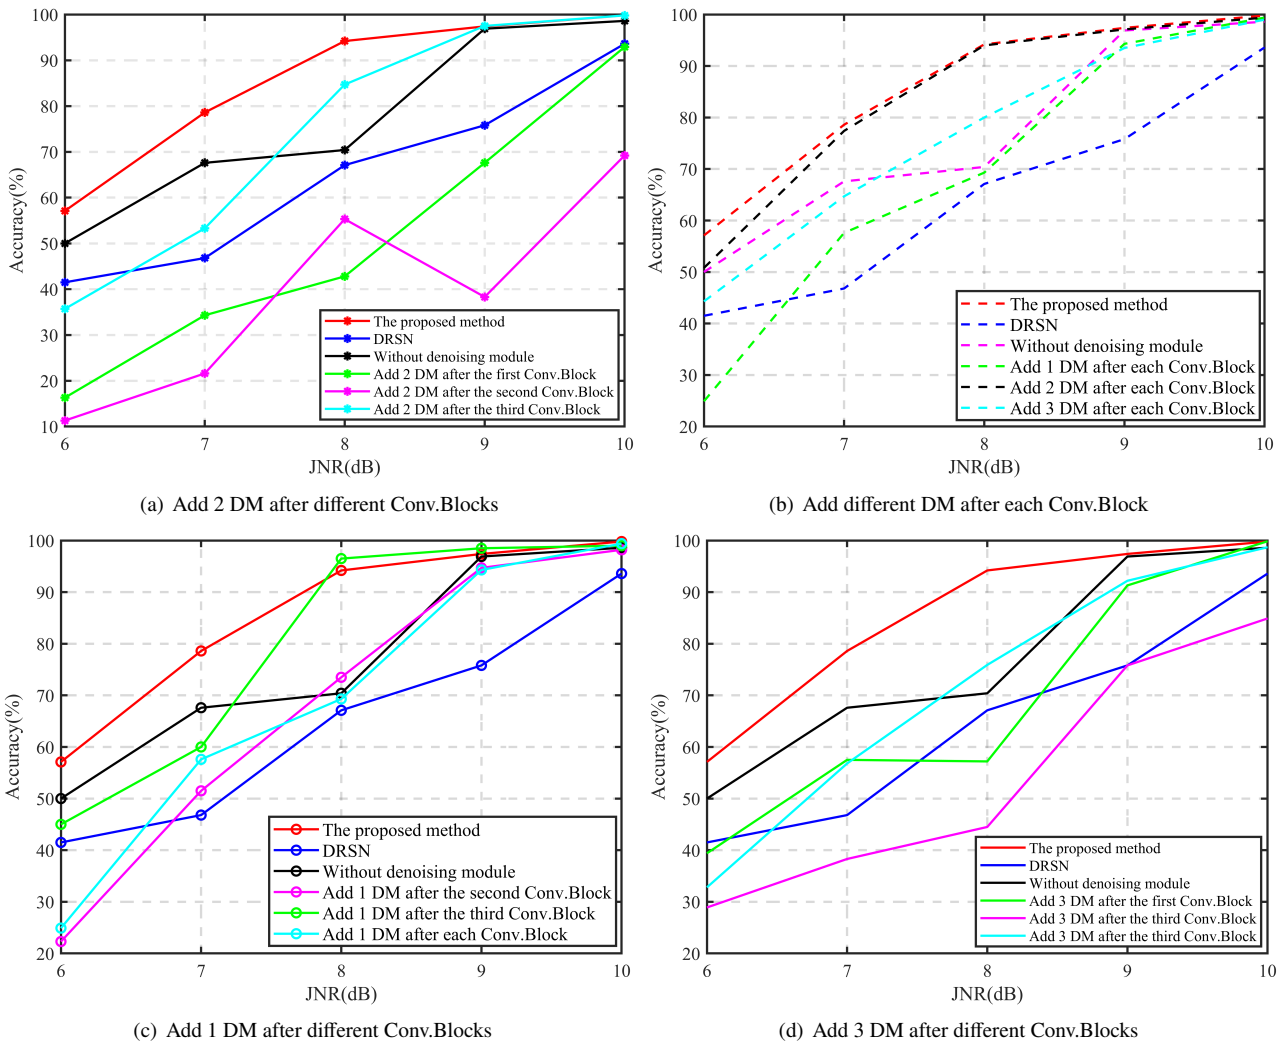 100
90
80
70
60
50
40
30
20
10
Accuracy(%)
6 7 8 9 10
JNR(dB)
The proposed method
DRSN
Without denoising module
Add 2 DM after the first Conv.Block
Add 2 DM after the second Conv.Block
Add 2 DM after the third Conv.Block
(a) Add 2 DM after different Conv.Blocks
100
90
80
70
60
50
40
30
20
Accuracy(%)
6 7 8 9 10
JNR(dB)
The proposed method
DRSN
Without denoising module
Add 1 DM after each Conv.Block
Add 2 DM after each Conv.Block
Add 3 DM after each Conv.Block
(b) Add different DM after each Conv.Block
100
90
80
70
60
50
40
30
20
Accuracy(%)
6 7 8 9 10
JNR(dB)
The proposed method
DRSN
Without denoising module
Add 1 DM after the second Conv.Block
Add 1 DM after the third Conv.Block
Add 1 DM after each Conv.Block
(c) Add 1 DM after different Conv.Blocks
100
90
80
70
60
50
40
30
20
Accuracy(%)
6 7 8 9 10
JNR(dB)
The proposed method
DRSN
Without denoising module
Add 3 DM after the first Conv.Block
Add 3 DM after the third Conv.Block
Add 3 DM after the third Conv.Block
(d) Add 3 DM after different Conv.Blocks